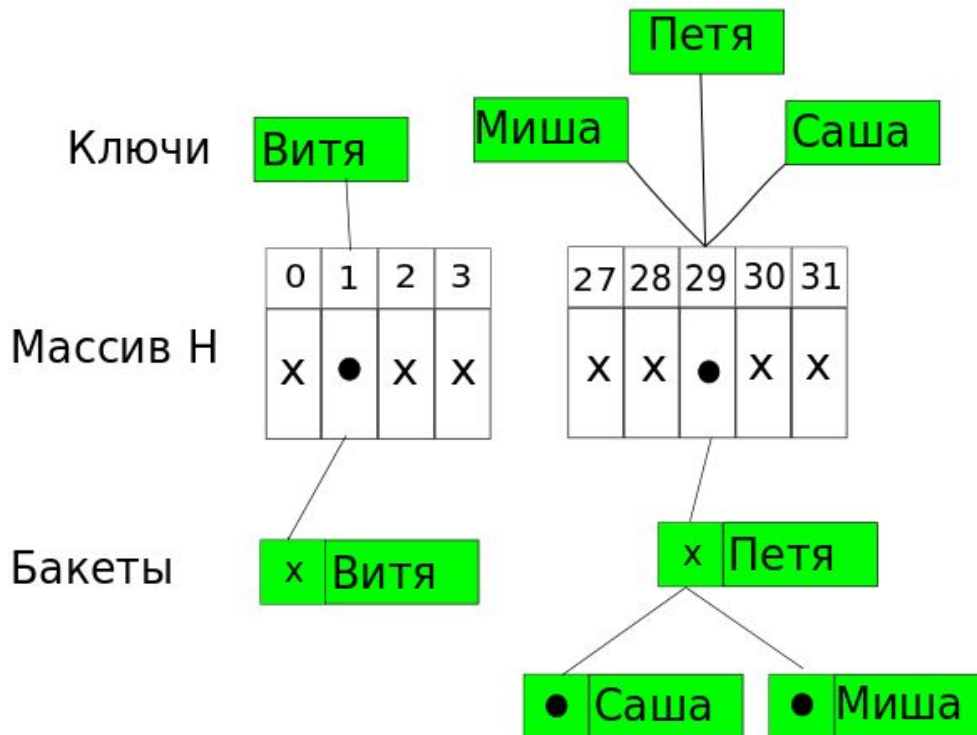 Петя
Миша
Саша
Ключи
Витя
0 1 2 3
27 28 29 30 31
Массив H
x ● x x
x x ● x x
Бакеты
x Витя
x Петя
● Саша
● Миша